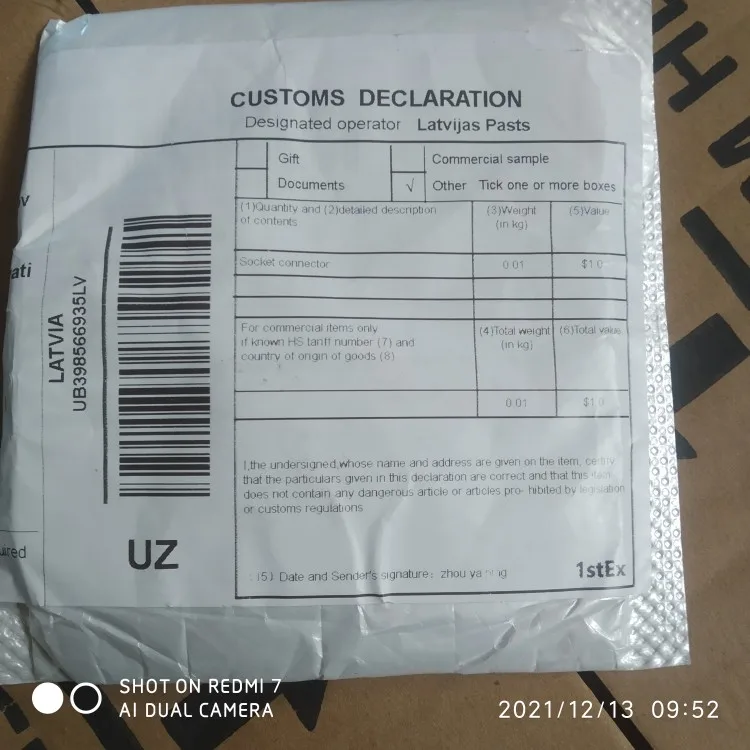 CUSTOMS DECLARATION
Designated operator Latvijas Pasts
Gift
Commercial sample
Documents
√ Other Tick one or more boxes
(1)Quantity and (2)detailed description
of contents
(3)Weight
(in kg)
(5)Value
Socket connector
0.01
$1.0
For commercial items only
if known HS tariff number (7) and
country of origin of goods (8)
(4)Total weight
(in kg)
(6)Total value
0.01
$1.0
I,the undersigned,whose name and address are given on the item, certify
that the particulars given in this declaration are correct and that this item
does not contain any dangerous article or articles pro- hibited by legislation
or customs regulations
(15) Date and Sender's signature: zhou
1stEx
LATVIA
UB398566935LV
UZ
ati
SHOT ON REDMI 7
AI DUAL CAMERA
2021/12/13 09:52